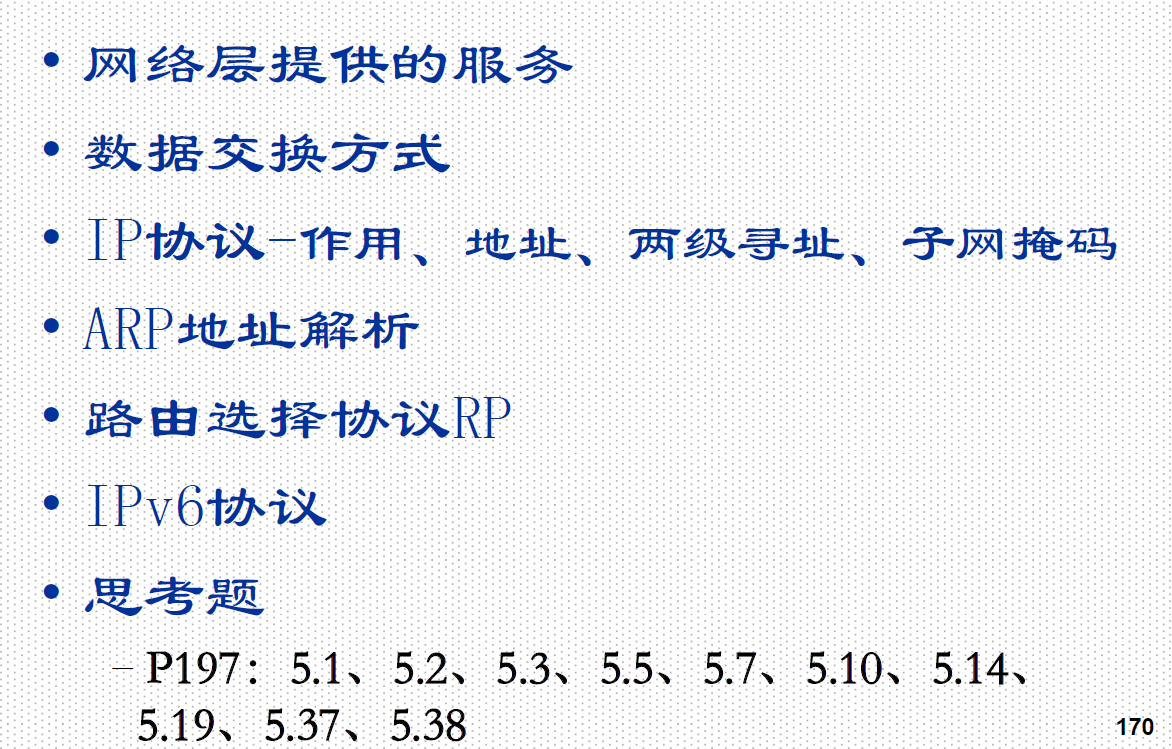 • 网络层提供的服务
• 数据交换方式
• IP协议-作用、地址、两级寻址、子网掩码
• ARP地址解析
• 路由选择协议RP
• IPv6协议
• 思考题
– P197：5.1、5.2、5.3、5.5、5.7、5.10、5.14、
5.19、5.37、5.38
170